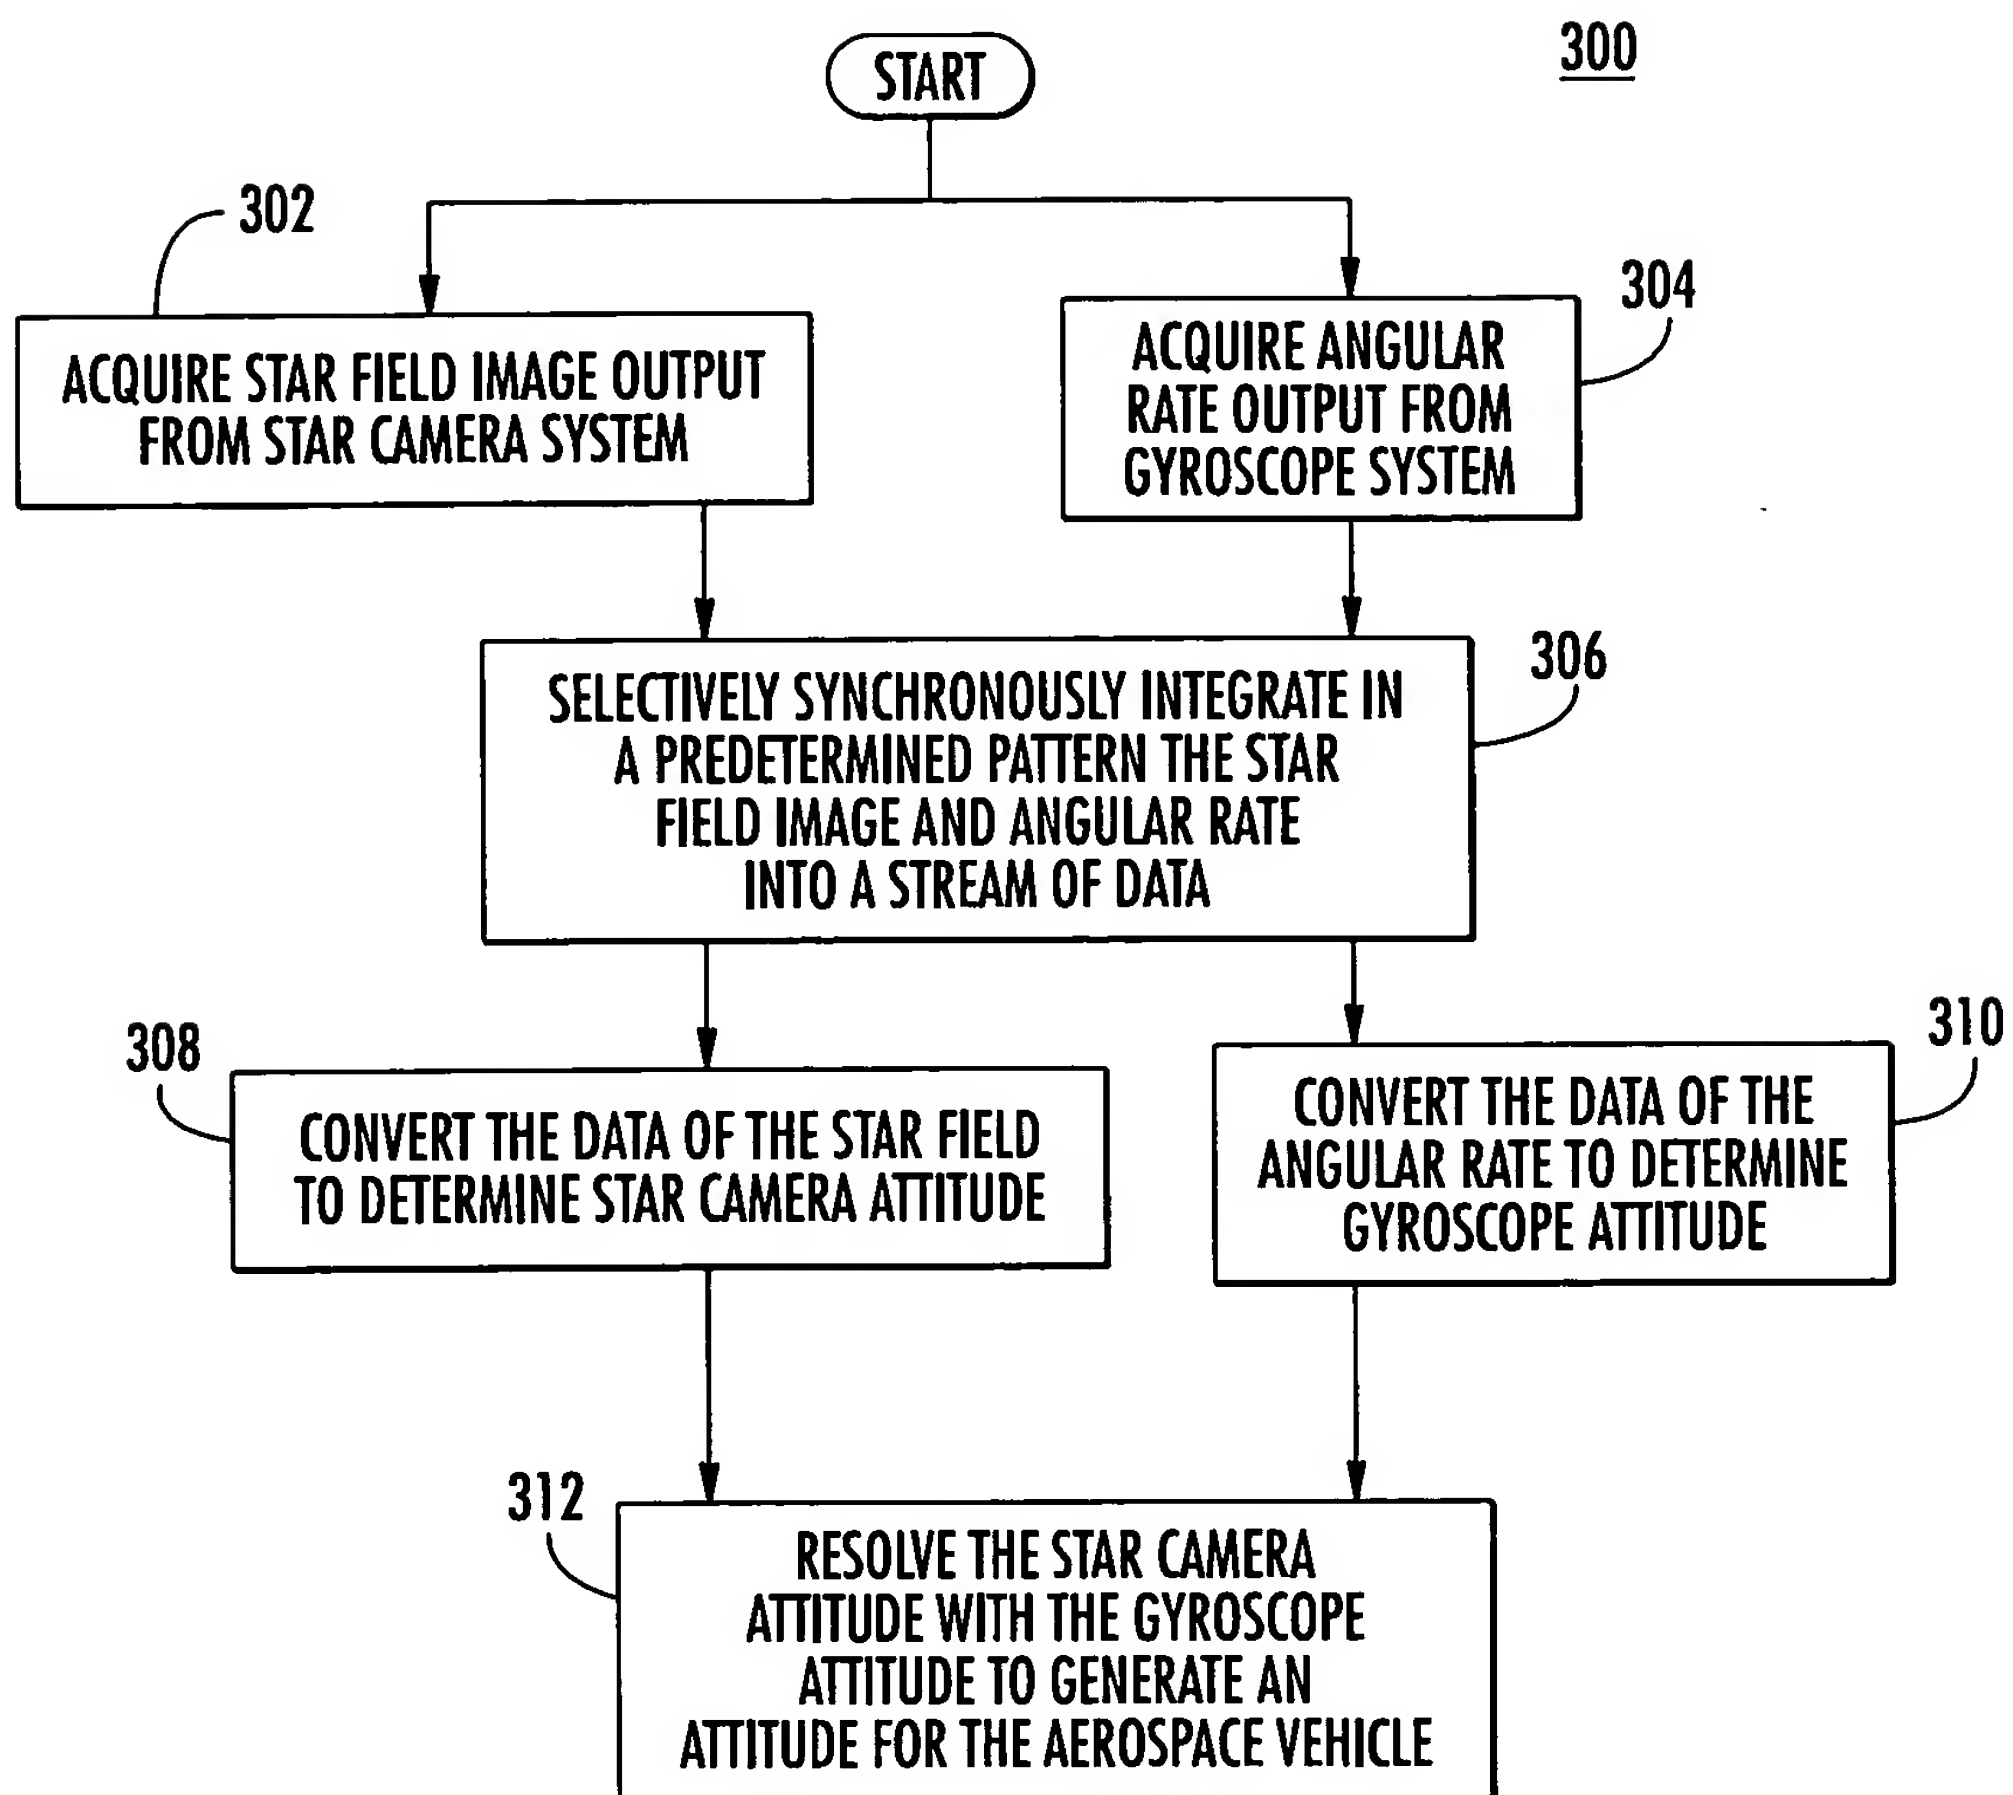 300
START
302
304
ACQUIRE STAR FIELD IMAGE OUTPUT
FROM STAR CAMERA SYSTEM
ACQUIRE ANGULAR
RATE OUTPUT FROM
GYROSCOPE SYSTEM
306
SELECTIVELY SYNCHRONOUSLY INTEGRATE IN
A PREDETERMINED PATTERN THE STAR
FIELD IMAGE AND ANGULAR RATE
INTO A STREAM OF DATA
308
310
CONVERT THE DATA OF THE STAR FIELD
TO DETERMINE STAR CAMERA ATTITUDE
CONVERT THE DATA OF THE
ANGULAR RATE TO DETERMINE
GYROSCOPE ATTITUDE
312
RESOLVE THE STAR CAMERA
ATTITUDE WITH THE GYROSCOPE
ATTITUDE TO GENERATE AN
ATTITUDE FOR THE AEROSPACE VEHICLE